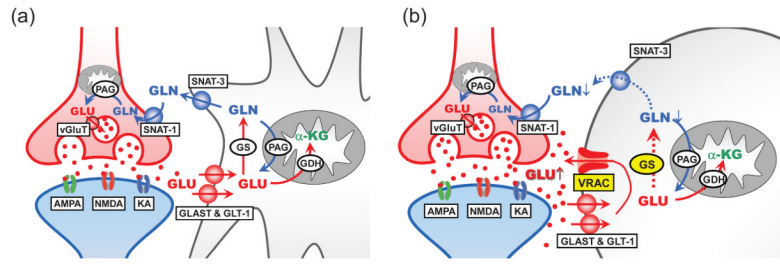 (a)
SNAT-3
PAG
GLN
GLU
GLN
vGluT
SNAT-1
GLN
α-KG
GS
PAG
GDH
GLU
GLU
AMPA
NMDA
KA
GLAST & GLT-1
(b)
SNAT-3
PAG
GLN↓
GLU
GLN
vGluT
SNAT-1
GLN↓
α-KG
GS
PAG
GDH
GLU↑
VRAC
GLU
AMPA
NMDA
KA
GLAST & GLT-1